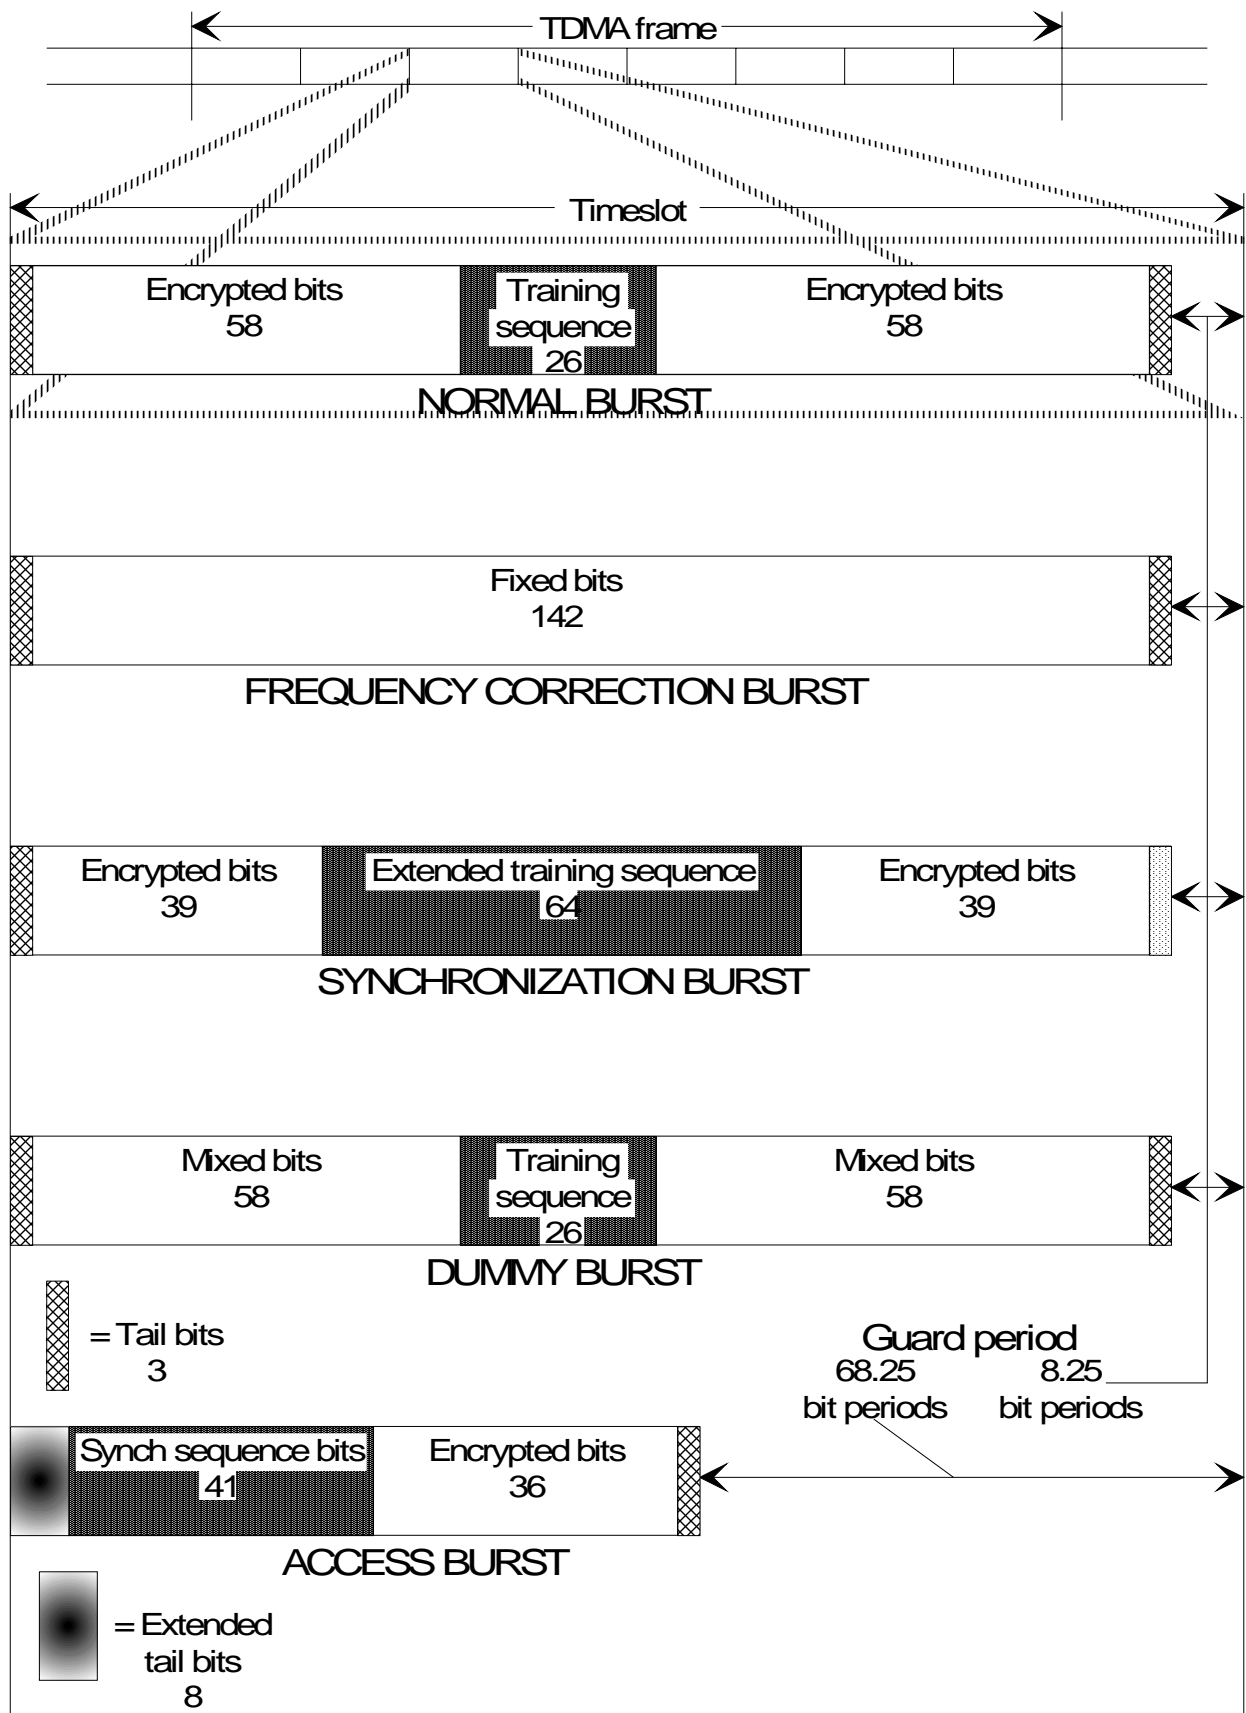 TDMA frame
Timeslot
Encrypted bits
58
Training
sequence
26
Encrypted bits
58
NORMAL BURST
Fixed bits
142
FREQUENCY CORRECTION BURST
Encrypted bits
39
Extended training sequence
64
Encrypted bits
39
SYNCHRONIZATION BURST
Mixed bits
58
Training
sequence
26
Mixed bits
58
DUMMY BURST
= Tail bits
3
Guard period
68.25
bit periods
8.25
bit periods
Synch sequence bits
41
Encrypted bits
36
ACCESS BURST
= Extended
tail bits
8